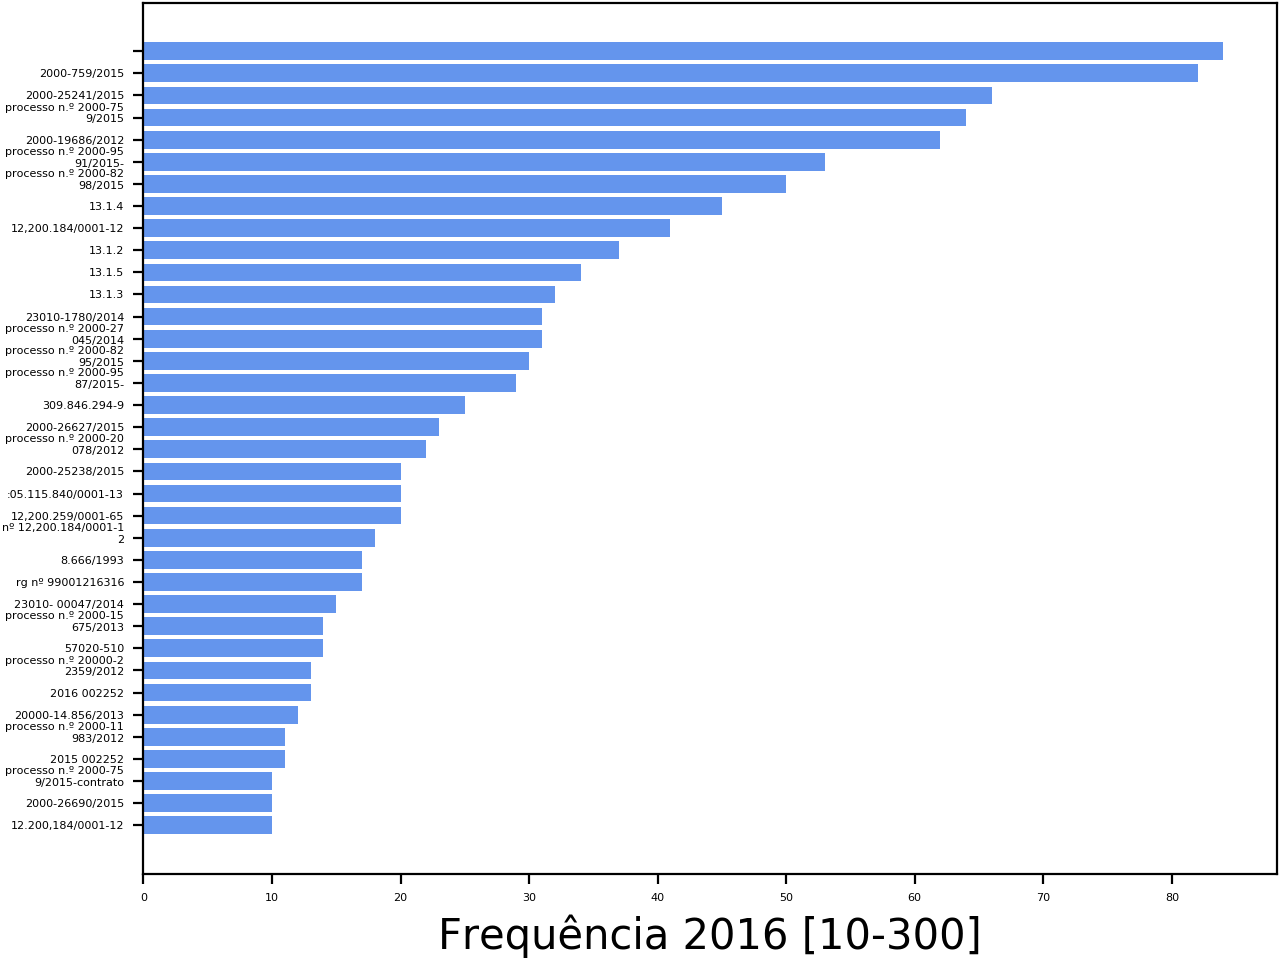 2000-759/2015
2000-25241/2015
processo n.º 2000-75
9/2015
2000-19686/2012
processo n.º 2000-95
91/2015-
processo n.º 2000-82
98/2015
13.1.4
12,200.184/0001-12
13.1.2
13.1.5
13.1.3
23010-1780/2014
processo n.º 2000-27
045/2014
processo n.º 2000-82
95/2015
processo n.º 2000-95
87/2015-
309.846.294-9
2000-26627/2015
processo n.º 2000-20
078/2012
2000-25238/2015
:05.115.840/0001-13
12,200.259/0001-65
nº 12,200.184/0001-1
2
8.666/1993
rg nº 99001216316
23010- 00047/2014
processo n.º 2000-15
675/2013
57020-510
processo n.º 20000-2
2359/2012
2016 002252
20000-14.856/2013
processo n.º 2000-11
983/2012
2015 002252
processo n.º 2000-75
9/2015-contrato
2000-26690/2015
12.200,184/0001-12
0 10 20 30 40 50 60 70 80
Frequência 2016 [10-300]